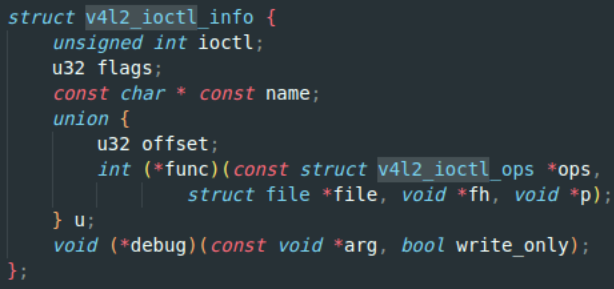 struct v4l2_ioctl_info {
    unsigned int ioctl;
    u32 flags;
    const char * const name;
    union {
        u32 offset;
        int (*func)(const struct v4l2_ioctl_ops *ops,
                struct file *file, void *fh, void *p);
    } u;
    void (*debug)(const void *arg, bool write_only);
};